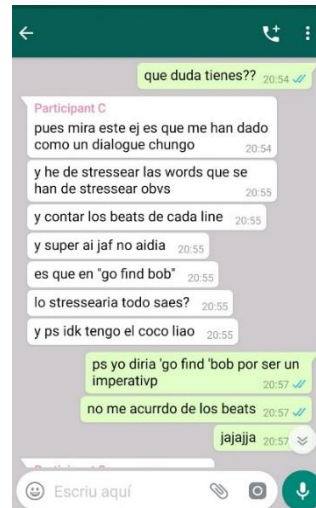 que duda tienes?? 20:54
Participant C
pues mira este ej es que me han dado
como un dialogue chungo 20:54
y he de stressear las words que se
han de stressear obvs 20:55
y contar los beats de cada line 20:55
y super ai jaf no aidia 20:55
es que en "go find bob" 20:55
lo stressearia todo saes? 20:55
y ps idk tengo el coco liao 20:55
ps yo diria 'go find 'bob por ser un
imperativp 20:57
no me acurrdo de los beats 20:57
jajajja 20:57
Escriu aquí